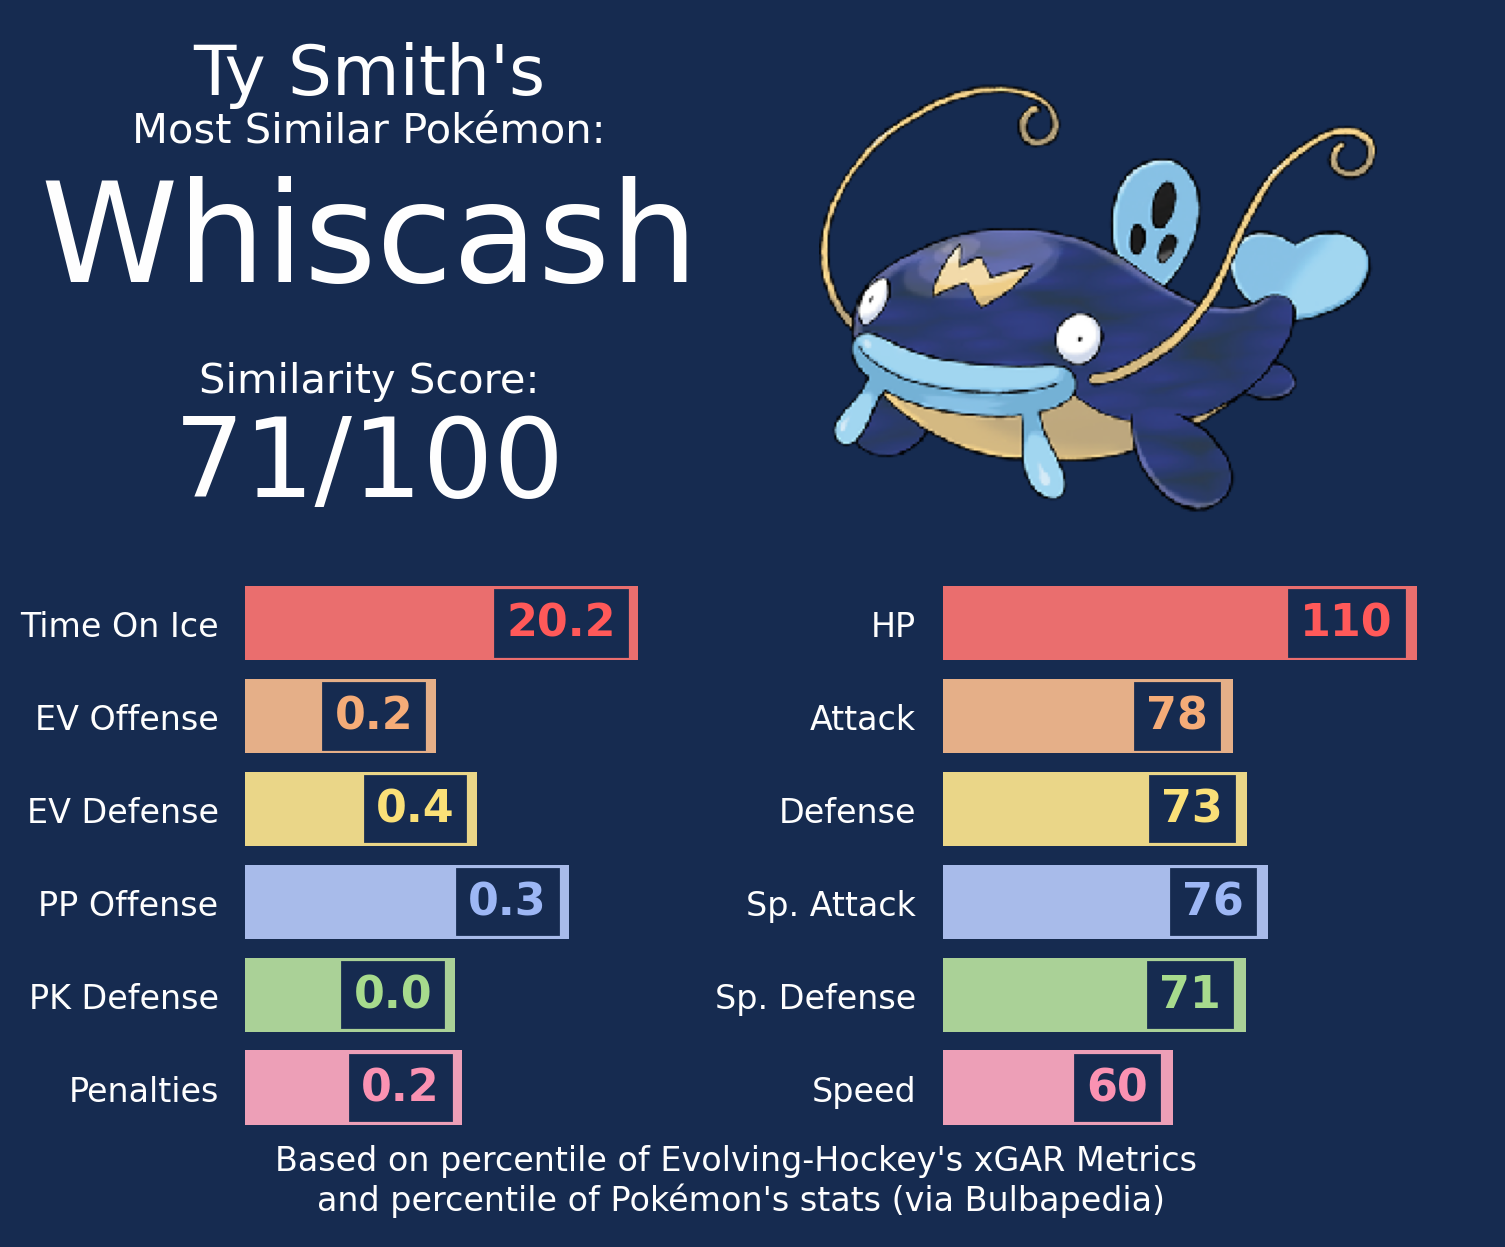 Ty Smith's
Most Similar Pokémon:
Whiscash
Similarity Score:
71/100
Time On Ice 20.2
EV Offense 0.2
EV Defense 0.4
PP Offense 0.3
PK Defense 0.0
Penalties 0.2
HP 110
Attack 78
Defense 73
Sp. Attack 76
Sp. Defense 71
Speed 60
Based on percentile of Evolving-Hockey's xGAR Metrics
and percentile of Pokémon's stats (via Bulbapedia)